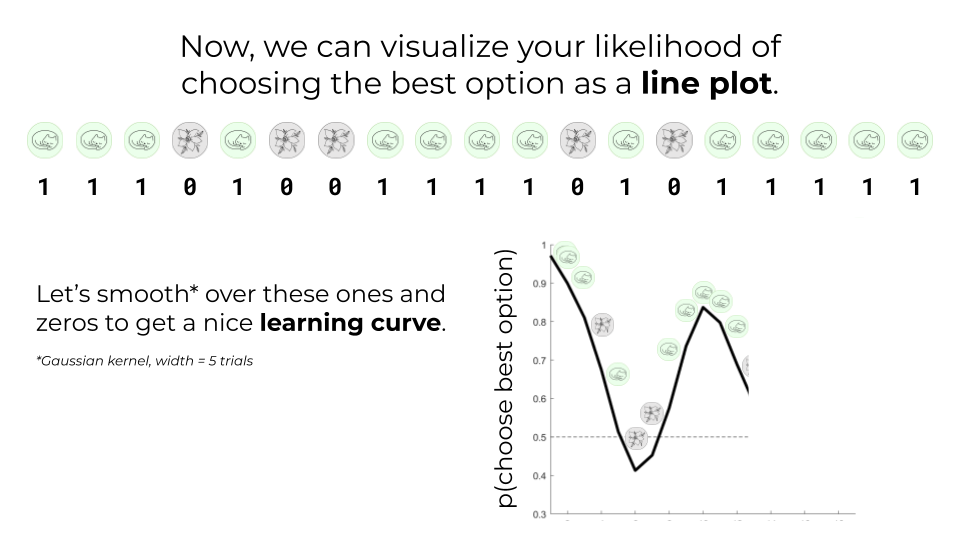 Now, we can visualize your likelihood of
choosing the best option as a line plot.
1 1 1 0 1 0 0 1 1 1 1 0 1 0 1 1 1 1 1
Let's smooth* over these ones and
zeros to get a nice learning curve.
*Gaussian kernel, width = 5 trials
p(choose best option)
1
0.9
0.8
0.7
0.6
0.5
0.4
0.3